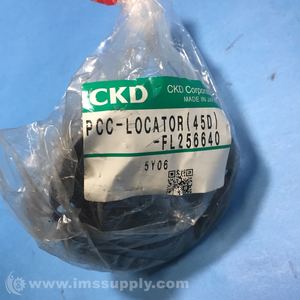 CKD
CKD Corporation
MADE IN JAPAN
PCC-LOCATOR(45D)
-FL256640
5Y06
© www.imssupply.com